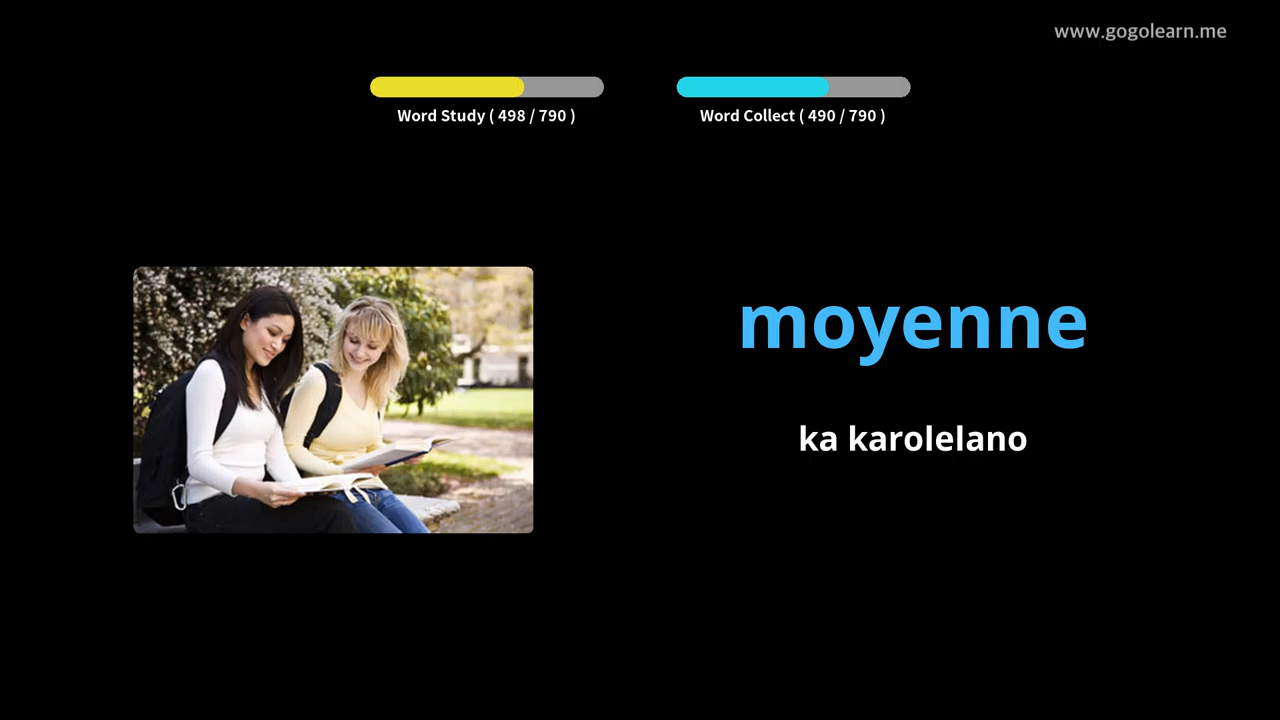 www.gogolearn.me
Word Study ( 498 / 790 )
Word Collect ( 490 / 790 )
moyenne
ka karolelano